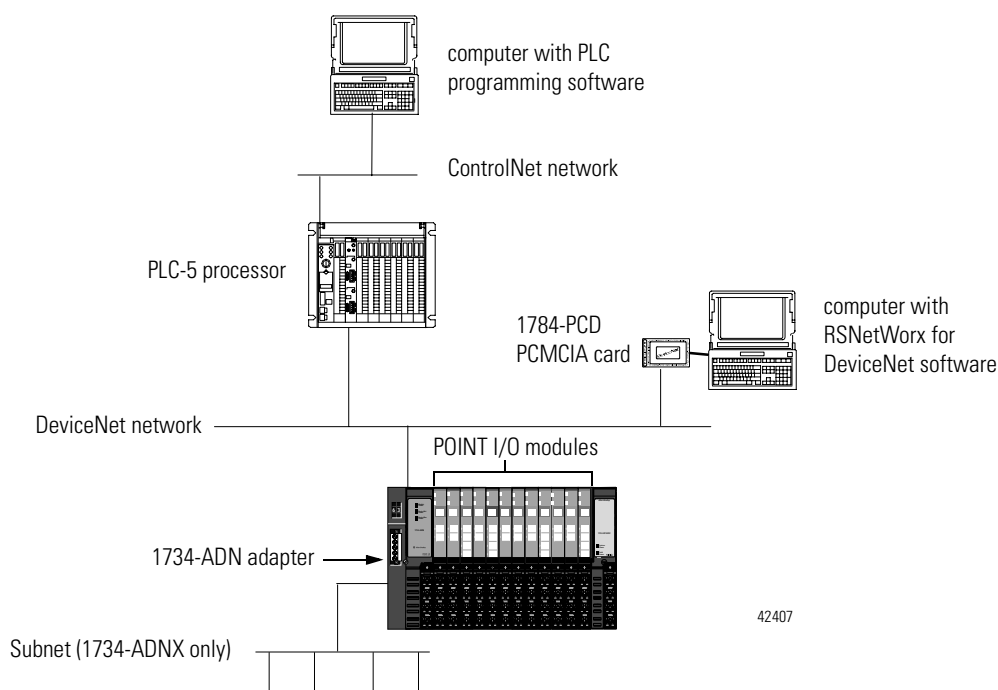 computer with PLC
programming software
ControlNet network
PLC-5 processor
1784-PCD
PCMCIA card
computer with
RSNetWorx for
DeviceNet software
DeviceNet network
POINT I/O modules
1734-ADN adapter
42407
Subnet (1734-ADNX only)